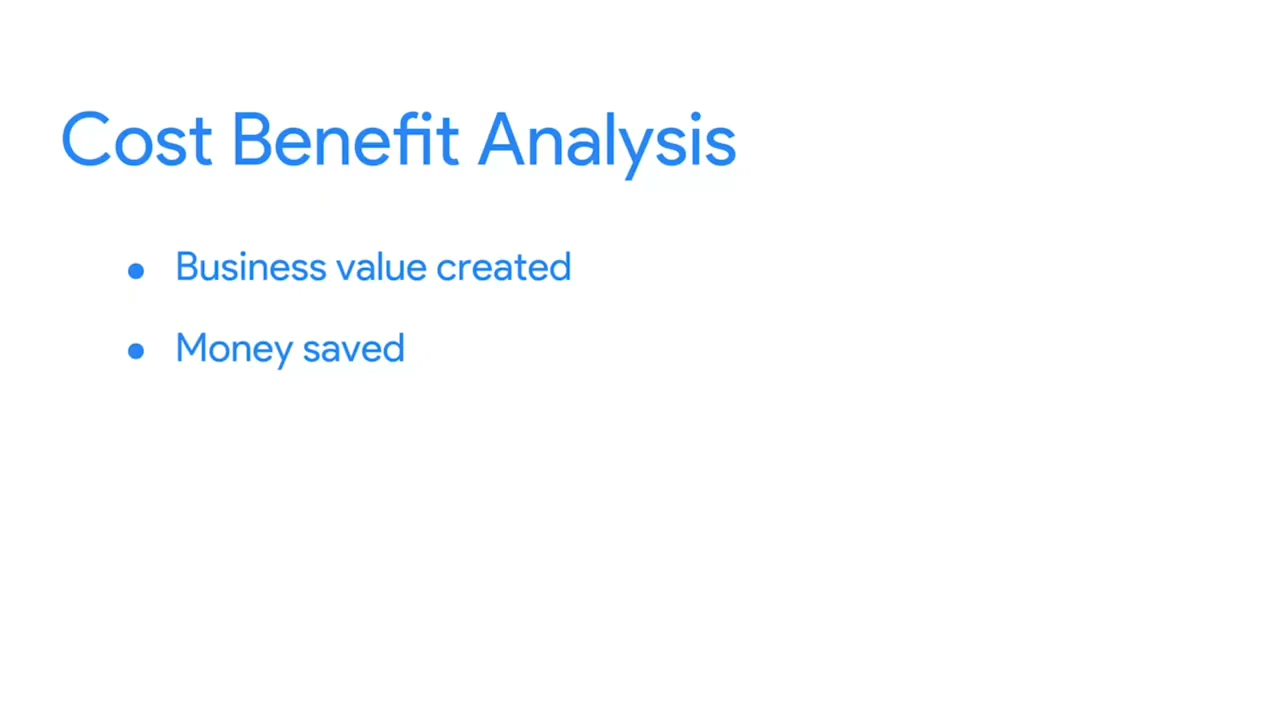 Cost Benefit Analysis
● Business value created
● Money saved